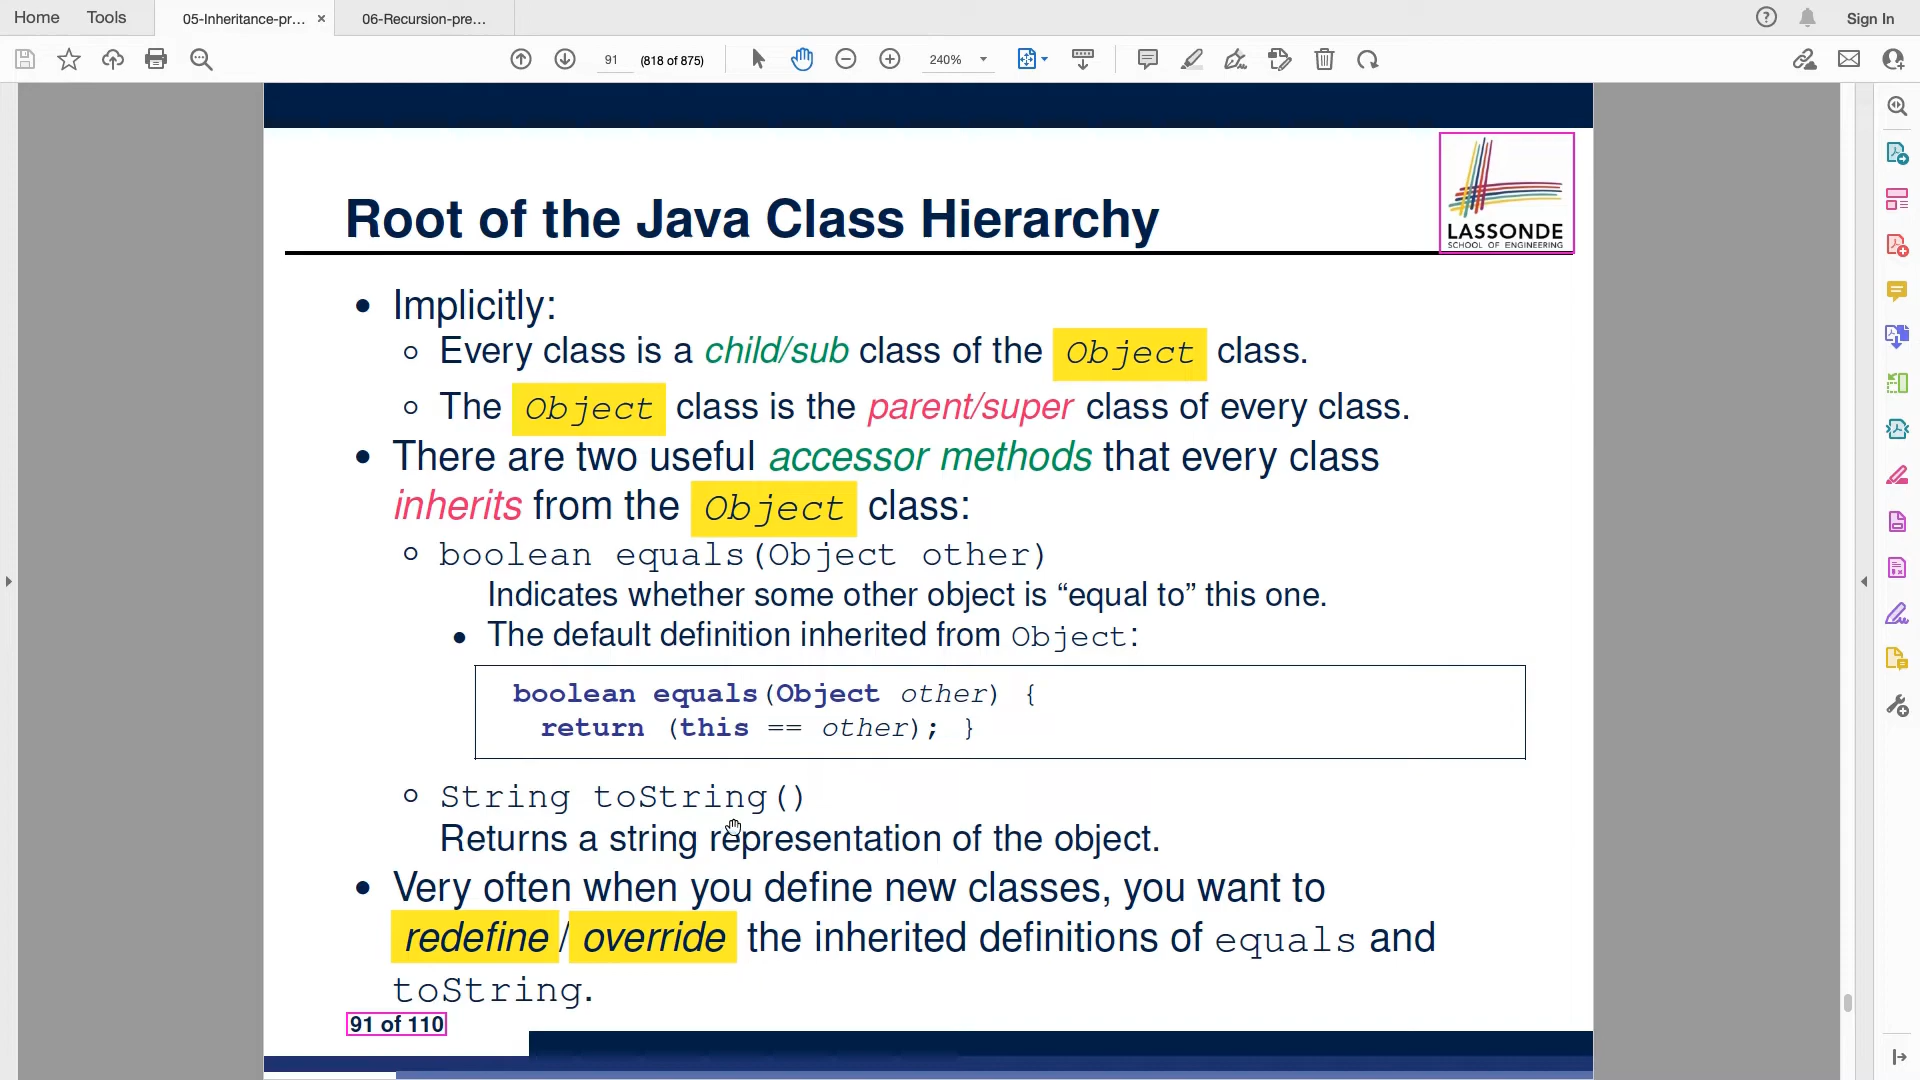 Home Tools 05-Inheritance-pr... × 06-Recursion-pre... Sign In
91 (818 of 875) 240%
LASSONDE
SCHOOL OF ENGINEERING
Root of the Java Class Hierarchy
• Implicitly:
◦ Every class is a child/sub class of the Object class.
◦ The Object class is the parent/super class of every class.
• There are two useful accessor methods that every class
inherits from the Object class:
◦ boolean equals(Object other)
Indicates whether some other object is “equal to” this one.
• The default definition inherited from Object:
boolean equals(Object other) {
return (this == other); }
◦ String toString()
Returns a string representation of the object.
• Very often when you define new classes, you want to
redefine / override the inherited definitions of equals and
toString.
91 of 110